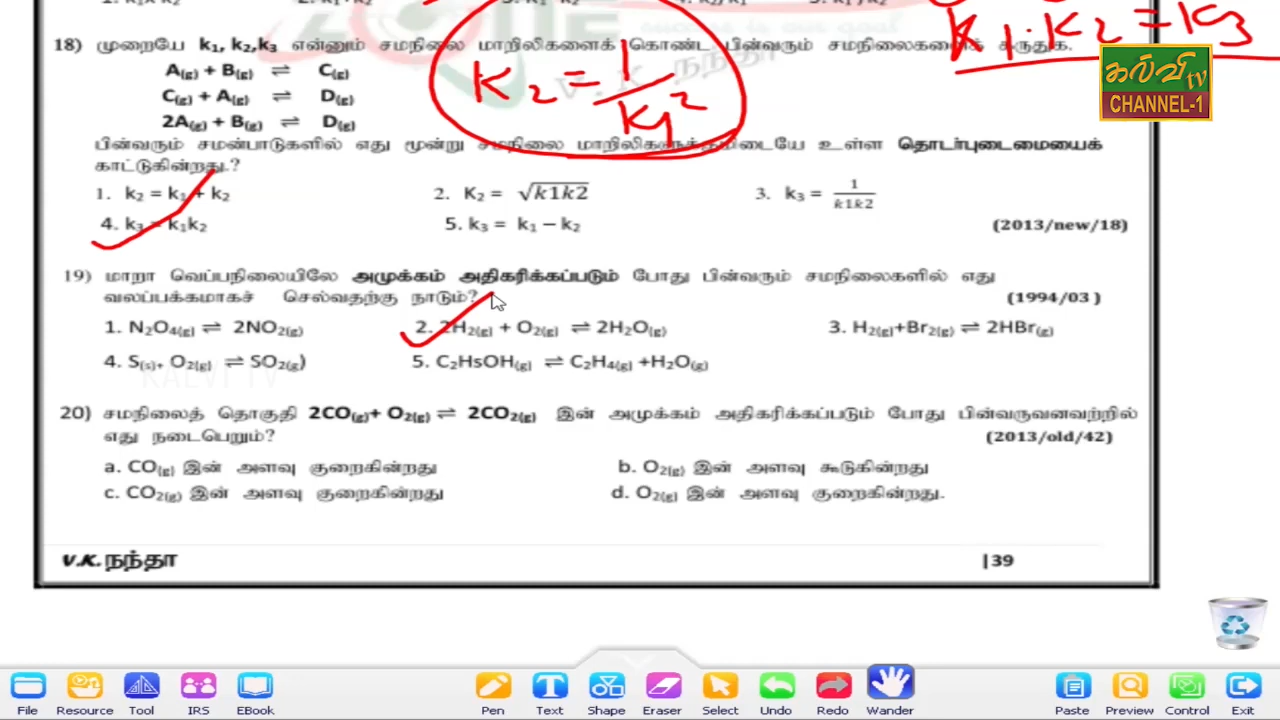 K₁·K₂ = K₃
18) முறையே k₁, k₂,k₃ என்னும் சமநிலை மாறிலிகளைக் கொண்ட பின்வரும் சமநிலைகளைக் கருதுக.
K₂ = 1/K₁²
A(g) + B(g) ⇌ C(g)
C(g) + A(g) ⇌ D(g)
2A(g) + B(g) ⇌ D(g)
பின்வரும் சமன்பாடுகளில் எது மூன்று சமநிலை மாறிலிகளுக்குமிடையே உள்ள தொடர்புடைமையைக்
காட்டுகின்றது.?
1. k₂ = k₁ + k₂ 2. K₂ = √k1k2 3. k₃ = 1/k1k2
4. k₃ = k₁k₂ 5. k₃ = k₁ – k₂ (2013/new/18)
19) மாறா வெப்பநிலையிலே அமுக்கம் அதிகரிக்கப்படும் போது பின்வரும் சமநிலைகளில் எது
வலப்பக்கமாகச் செல்வதற்கு நாடும்? (1994/03 )
1. N₂O₄(g) ⇌ 2NO₂(g) 2. 2H₂(g) + O₂(g) ⇌ 2H₂O(g) 3. H₂(g)+Br₂(g) ⇌ 2HBr(g)
4. S(s)+ O₂(g) ⇌ SO₂(g) 5. C₂HsOH(g) ⇌ C₂H₄(g) +H₂O(g)
20) சமநிலைத் தொகுதி 2CO(g)+ O₂(g) ⇌ 2CO₂(g) இன் அமுக்கம் அதிகரிக்கப்படும் போது பின்வருவனவற்றில்
எது நடைபெறும்? (2013/old/42)
a. CO(g) இன் அளவு குறைகின்றது b. O₂(g) இன் அளவு கூடுகின்றது
c. CO₂(g) இன் அளவு குறைகின்றது d. O₂(g) இன் அளவு குறைகின்றது.
V.K.நந்தா |39
கல்வி tv
CHANNEL-1
KALVI TV
V.K.நந்தா
File Resource Tool IRS EBook Pen Text Shape Eraser Select Undo Redo Wander Paste Preview Control Exit